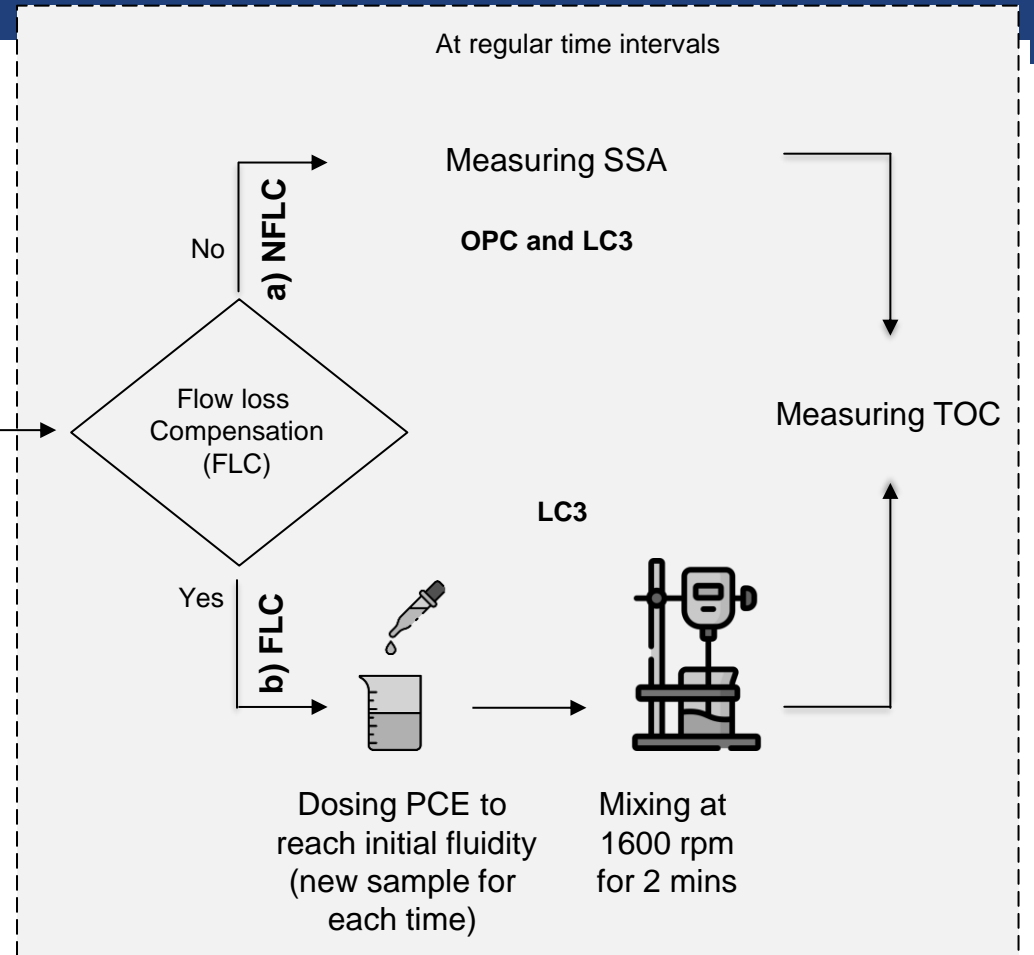 At regular time intervals
Measuring SSA
a) NFLC
No
OPC and LC3
Flow loss
Compensation
(FLC)
Measuring TOC
LC3
Yes
b) FLC
Dosing PCE to
reach initial fluidity
(new sample for
each time)
Mixing at
1600 rpm
for 2 mins